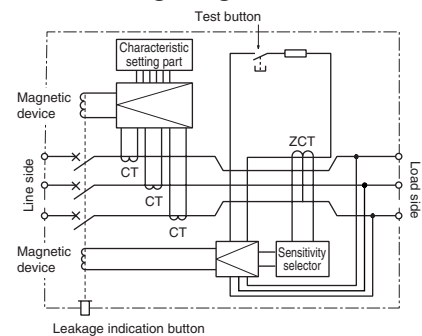 Test button
Characteristic
setting part
Magnetic
device
ZCT
CT
CT
CT
Line side
Load side
Magnetic
device
Sensitivity
selector
Leakage indication button